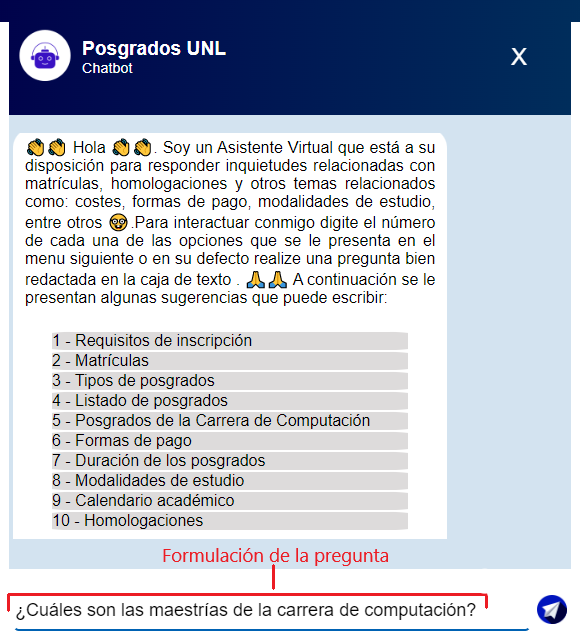 Posgrados UNL
Chatbot
X
👏👏 Hola 👏👏. Soy un Asistente Virtual que está a su
disposición para responder inquietudes relacionadas con
matrículas, homologaciones y otros temas relacionados
como: costes, formas de pago, modalidades de estudio,
entre otros 🤓.Para interactuar conmigo digite el número
de cada una de las opciones que se le presenta en el
menu siguiente o en su defecto realize una pregunta bien
redactada en la caja de texto . 🙏🙏 A continuación se le
presentan algunas sugerencias que puede escribir:
1 - Requisitos de inscripción
2 - Matrículas
3 - Tipos de posgrados
4 - Listado de posgrados
5 - Posgrados de la Carrera de Computación
6 - Formas de pago
7 - Duración de los posgrados
8 - Modalidades de estudio
9 - Calendario académico
10 - Homologaciones
Formulación de la pregunta
¿Cuáles son las maestrías de la carrera de computación?